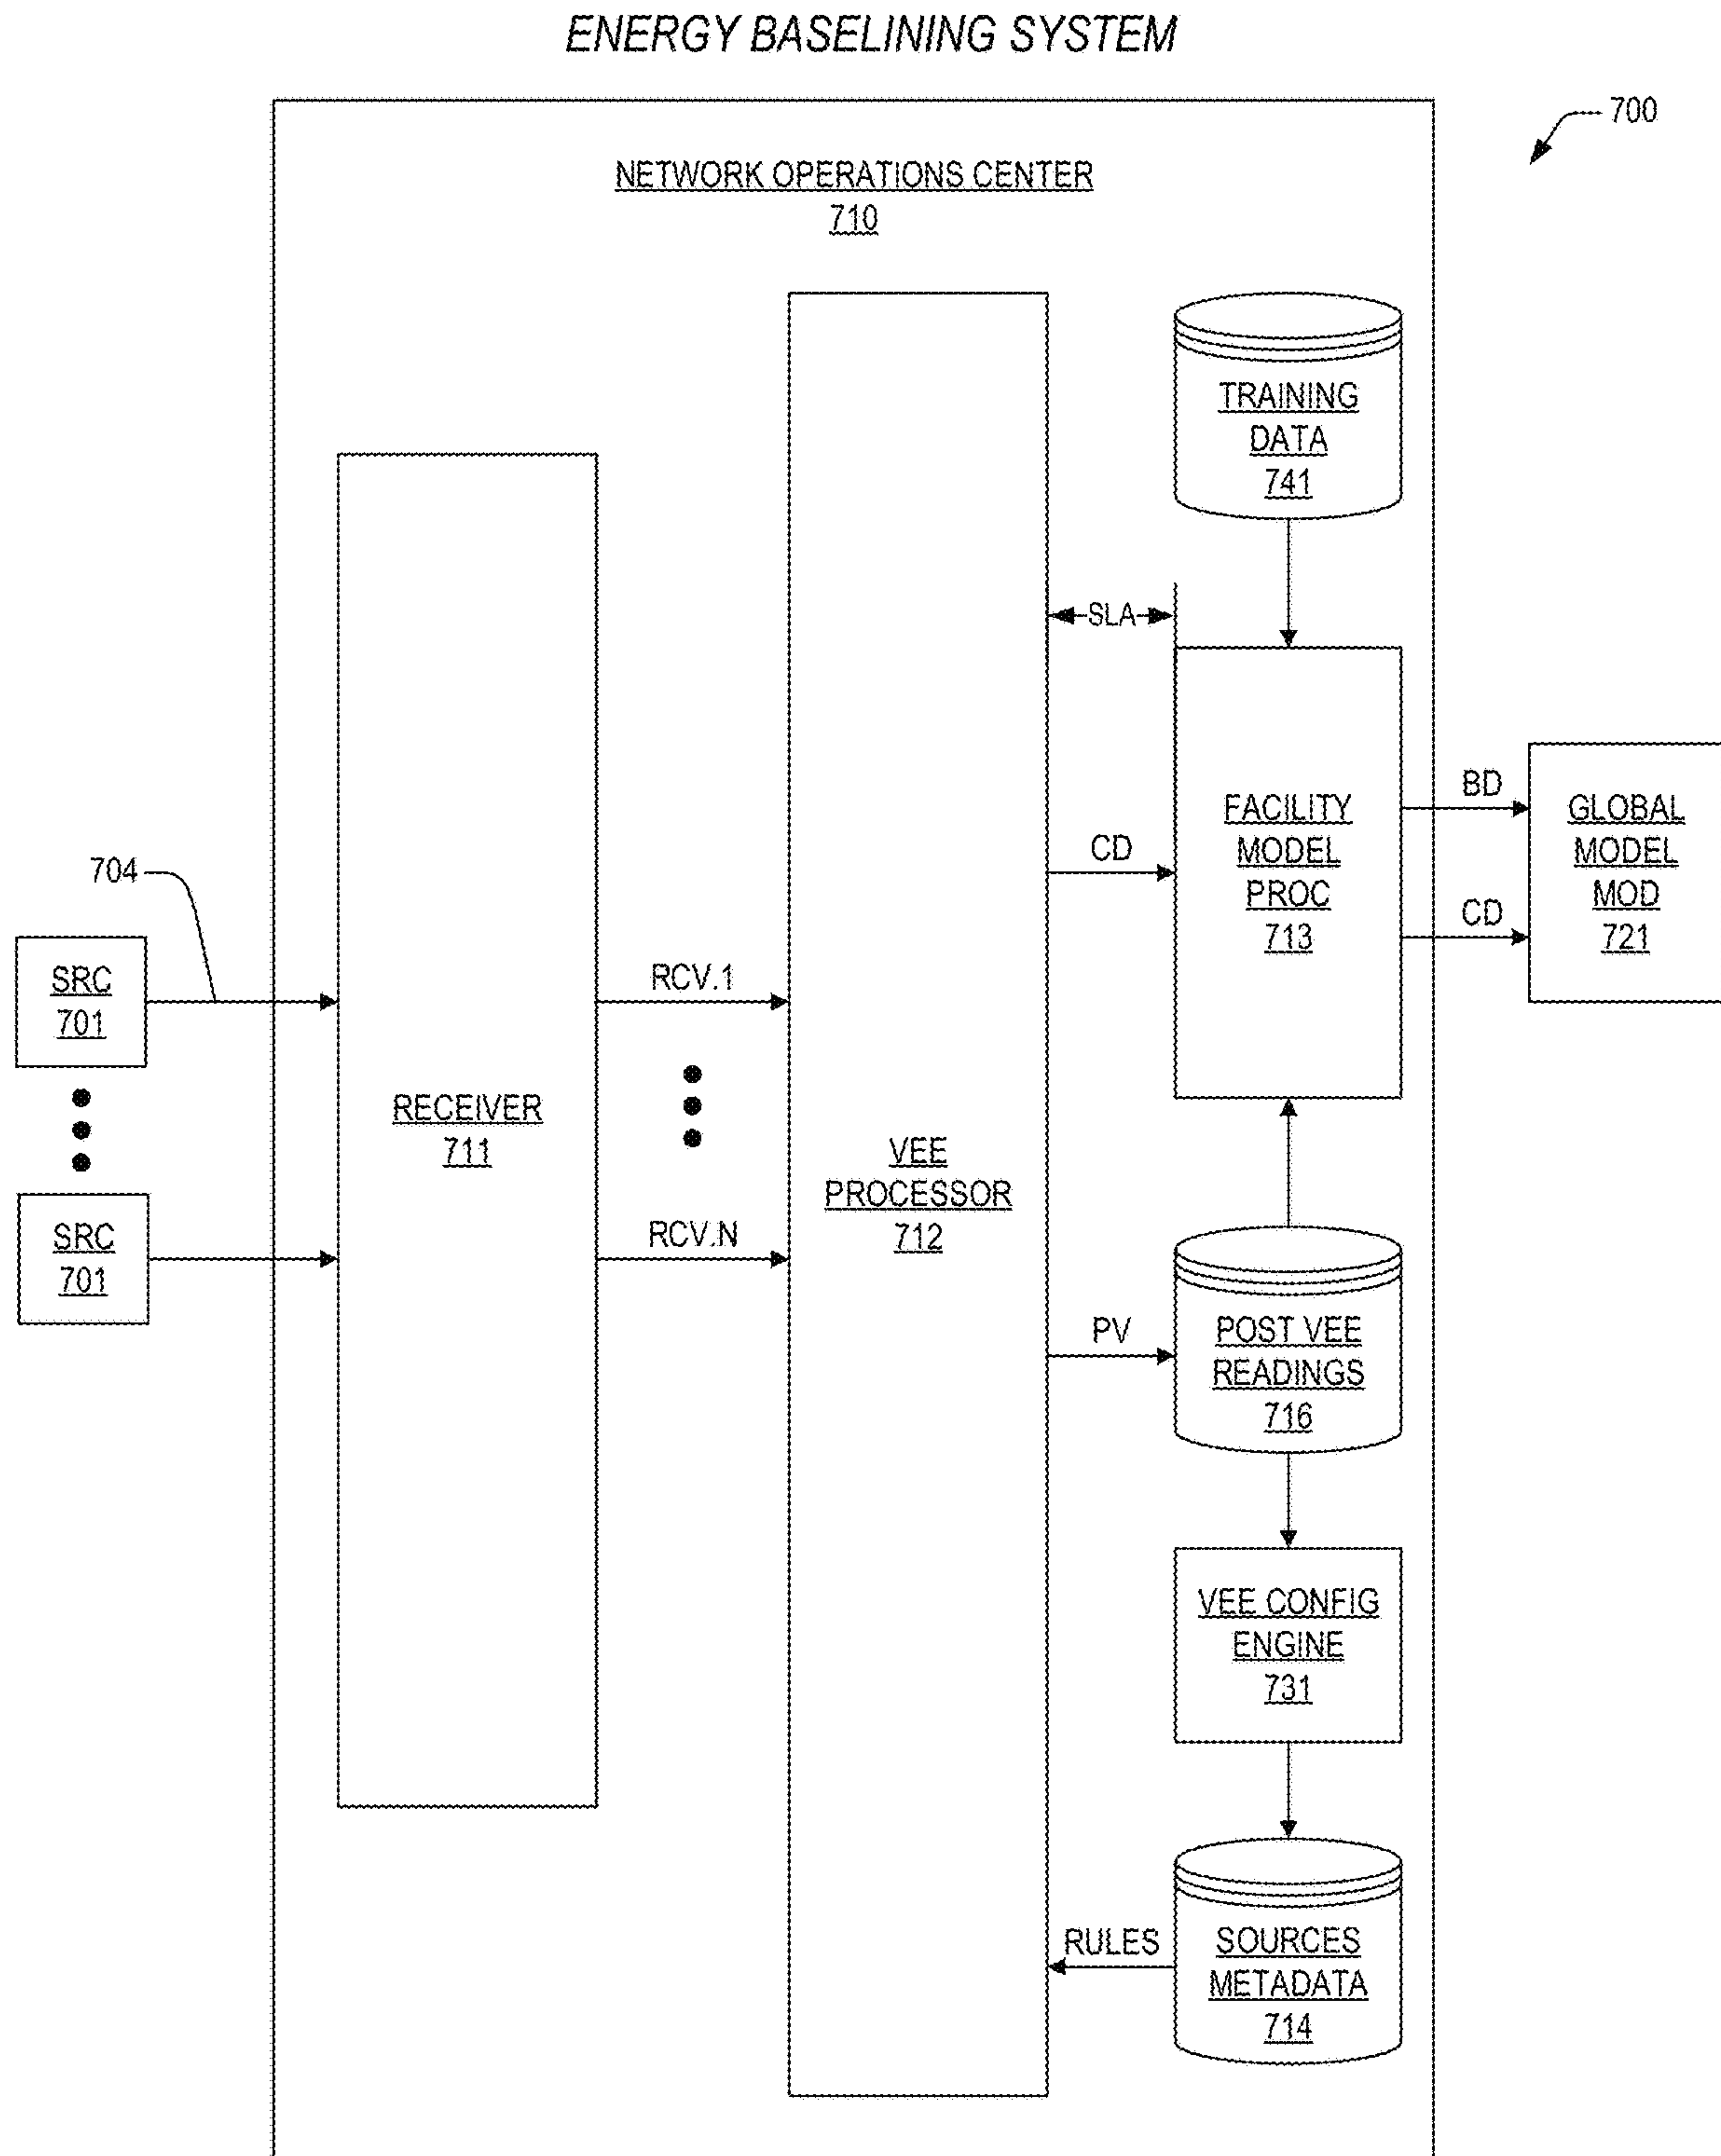 ENERGY BASELINING SYSTEM
700
NETWORK OPERATIONS CENTER
710
TRAINING
DATA
741
SLA
FACILITY
MODEL
PROC
713
BD
CD
GLOBAL
MODEL
MOD
721
CD
704
SRC
701
SRC
701
RECEIVER
711
RCV.1
RCV.N
VEE
PROCESSOR
712
PV
POST VEE
READINGS
716
VEE CONFIG
ENGINE
731
RULES
SOURCES
METADATA
714